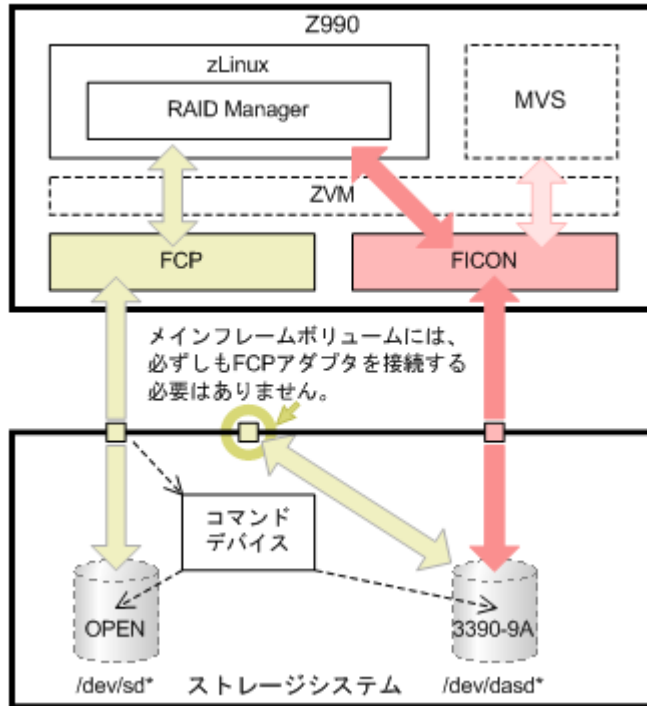 Z990
zLinux
RAID Manager
MVS
ZVM
FCP
FICON
メインフレームボリュームには、
必ずしもFCPアダプタを接続する
必要はありません。
コマンド
デバイス
OPEN
3390-9A
/dev/sd*
ストレージシステム
/dev/dasd*